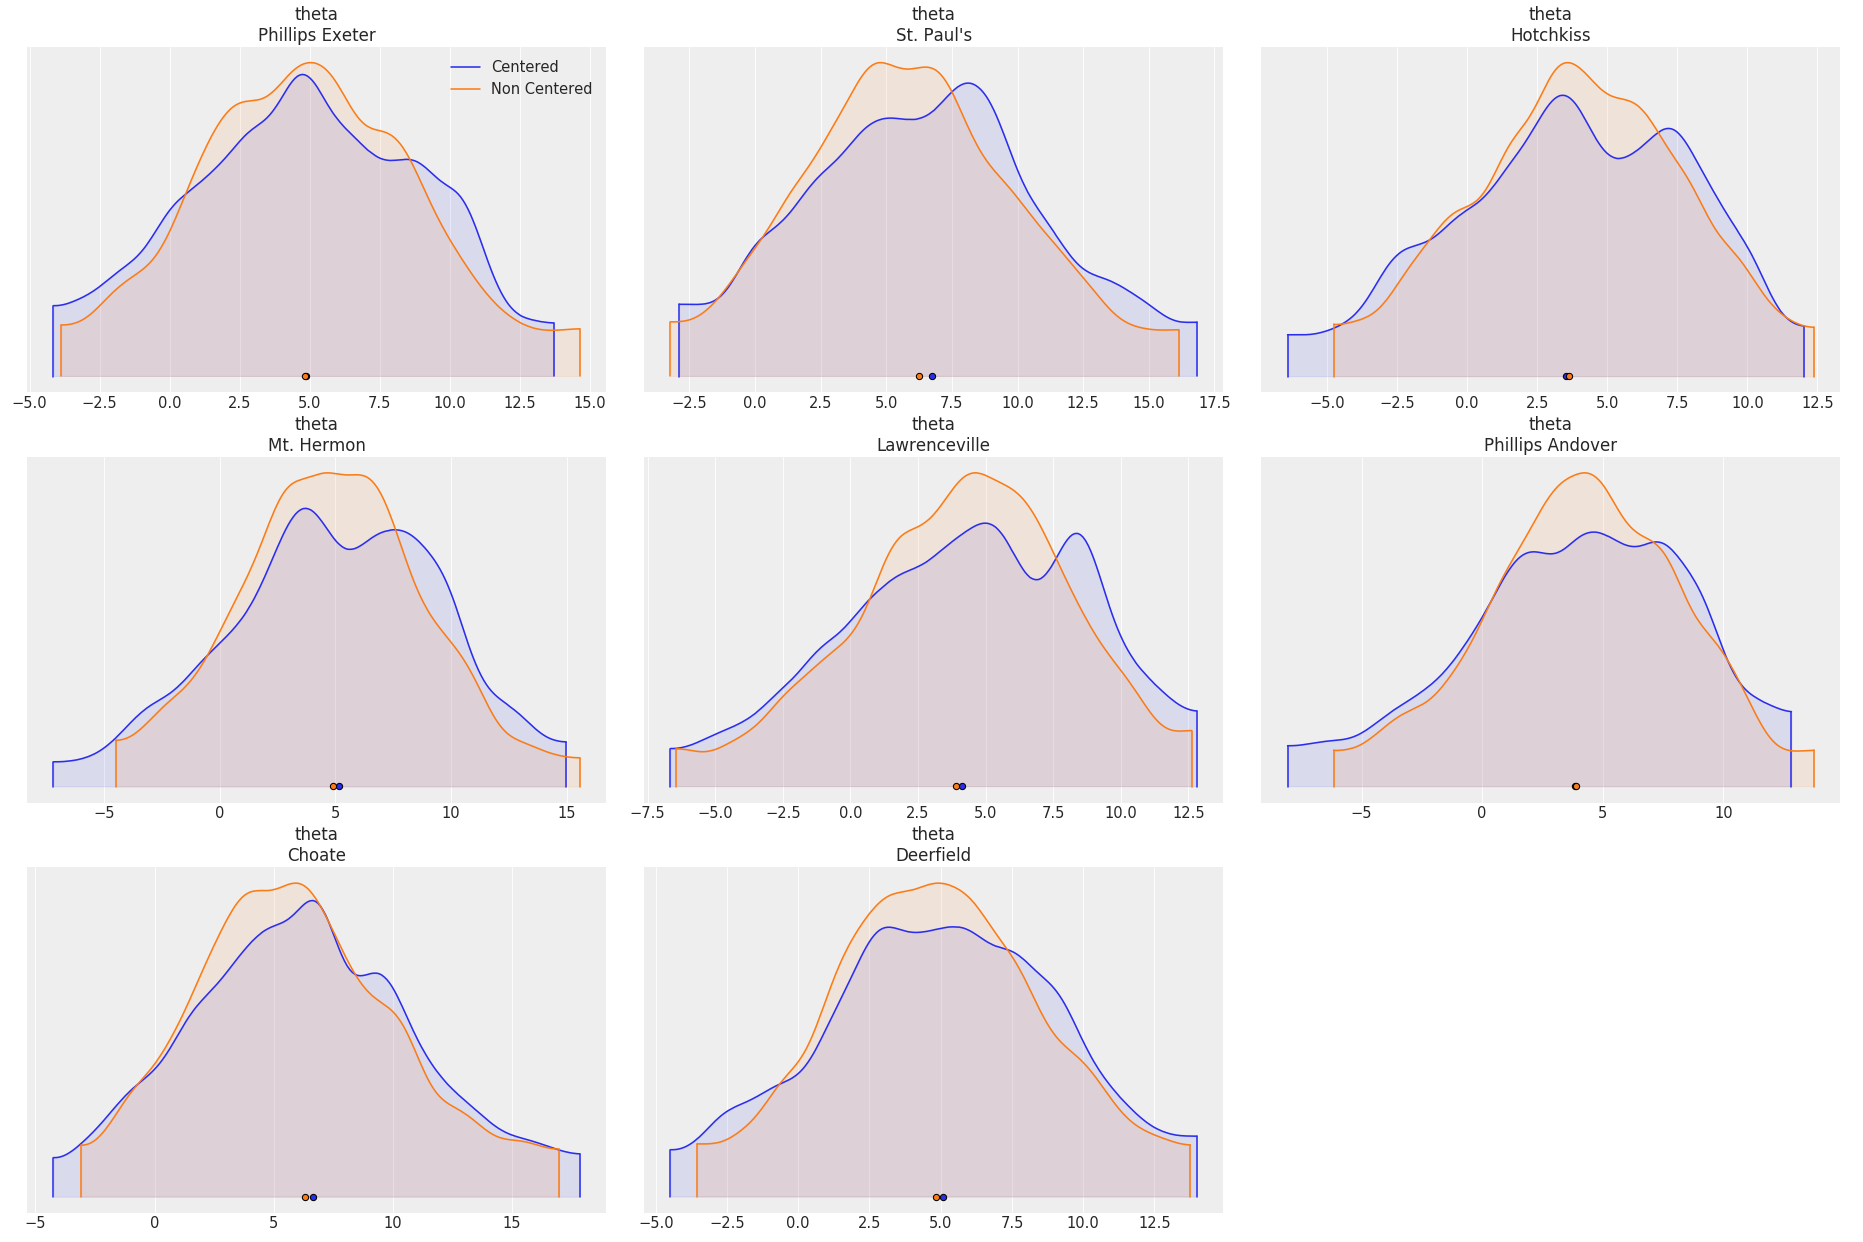 theta
Phillips Exeter
Centered
Non Centered
−5.0 −2.5 0.0 2.5 5.0 7.5 10.0 12.5 15.0
theta
St. Paul's
−2.5 0.0 2.5 5.0 7.5 10.0 12.5 15.0 17.5
theta
Hotchkiss
−5.0 −2.5 0.0 2.5 5.0 7.5 10.0 12.5
theta
Mt. Hermon
−5 0 5 10 15
theta
Lawrenceville
−7.5 −5.0 −2.5 0.0 2.5 5.0 7.5 10.0 12.5
theta
Phillips Andover
−5 0 5 10
theta
Choate
−5 0 5 10 15
theta
Deerfield
−5.0 −2.5 0.0 2.5 5.0 7.5 10.0 12.5